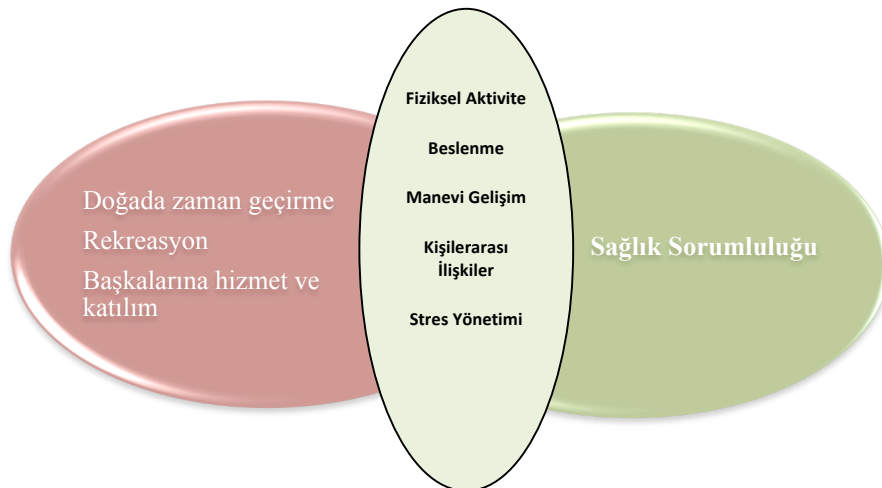 Doğada zaman geçirme
Rekreasyon
Başkalarına hizmet ve
katılım
Fiziksel Aktivite
Beslenme
Manevi Gelişim
Kişilerarası
İlişkiler
Stres Yönetimi
Sağlık Sorumluluğu